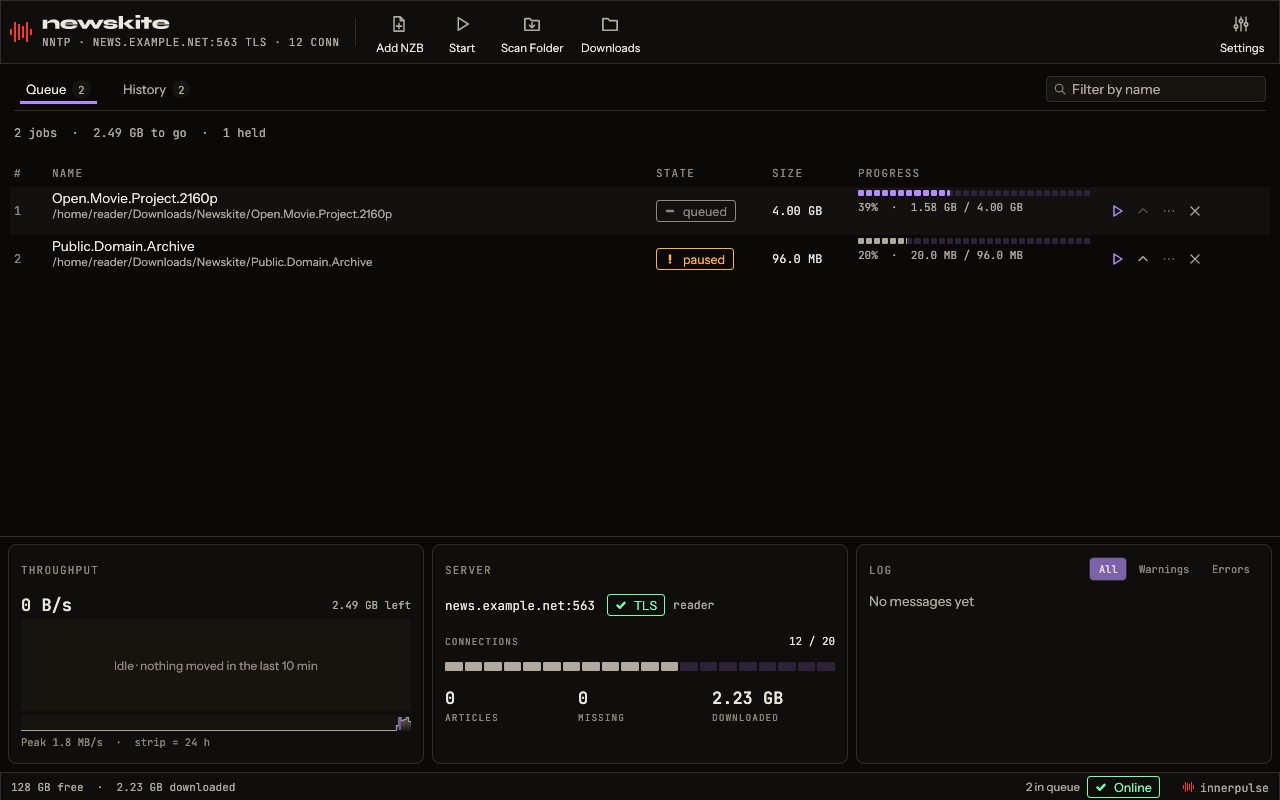 newskite
NNTP · NEWS.EXAMPLE.NET:563 TLS · 12 CONN
Add NZB
Start
Scan Folder
Downloads
Settings
Queue 2
History 2
Filter by name
2 jobs · 2.49 GB to go · 1 held
# NAME STATE SIZE PROGRESS
1 Open.Movie.Project.2160p
/home/reader/Downloads/Newskite/Open.Movie.Project.2160p
queued
4.00 GB
39% · 1.58 GB / 4.00 GB
2 Public.Domain.Archive
/home/reader/Downloads/Newskite/Public.Domain.Archive
paused
96.0 MB
20% · 20.0 MB / 96.0 MB
THROUGHPUT
0 B/s
2.49 GB left
Idle · nothing moved in the last 10 min
Peak 1.8 MB/s · strip = 24 h
SERVER
news.example.net:563 TLS reader
CONNECTIONS 12 / 20
0 0 2.23 GB
ARTICLES MISSING DOWNLOADED
LOG
All Warnings Errors
No messages yet
128 GB free · 2.23 GB downloaded
2 in queue Online innerpulse